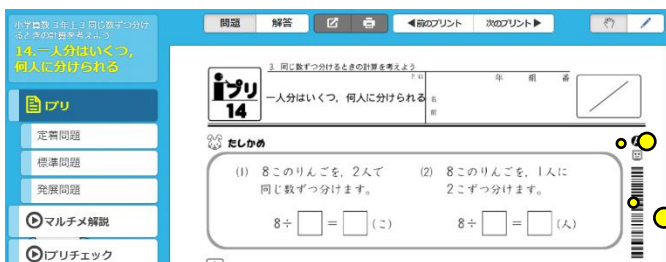 小学算数 3年上3 同じ数ずつ分けるときの計算を考えよう
14.一人分はいくつ,
何人に分けられる
iプリ
定着問題
標準問題
発展問題
マルチメ解説
iプリチェック
問題 解答 ◀前のプリント 次のプリント▶
3. 同じ数ずつ分けるときの計算を考えよう
iプリ
14
一人分はいくつ, 何人に分けられる
年 組 番
名
前
たしかめ
(1) 8このりんごを, 2人で
同じ数ずつ分けます。
8÷□=□(こ)
(2) 8このりんごを, 1人に
2こずつ分けます。
8÷□=□(人)